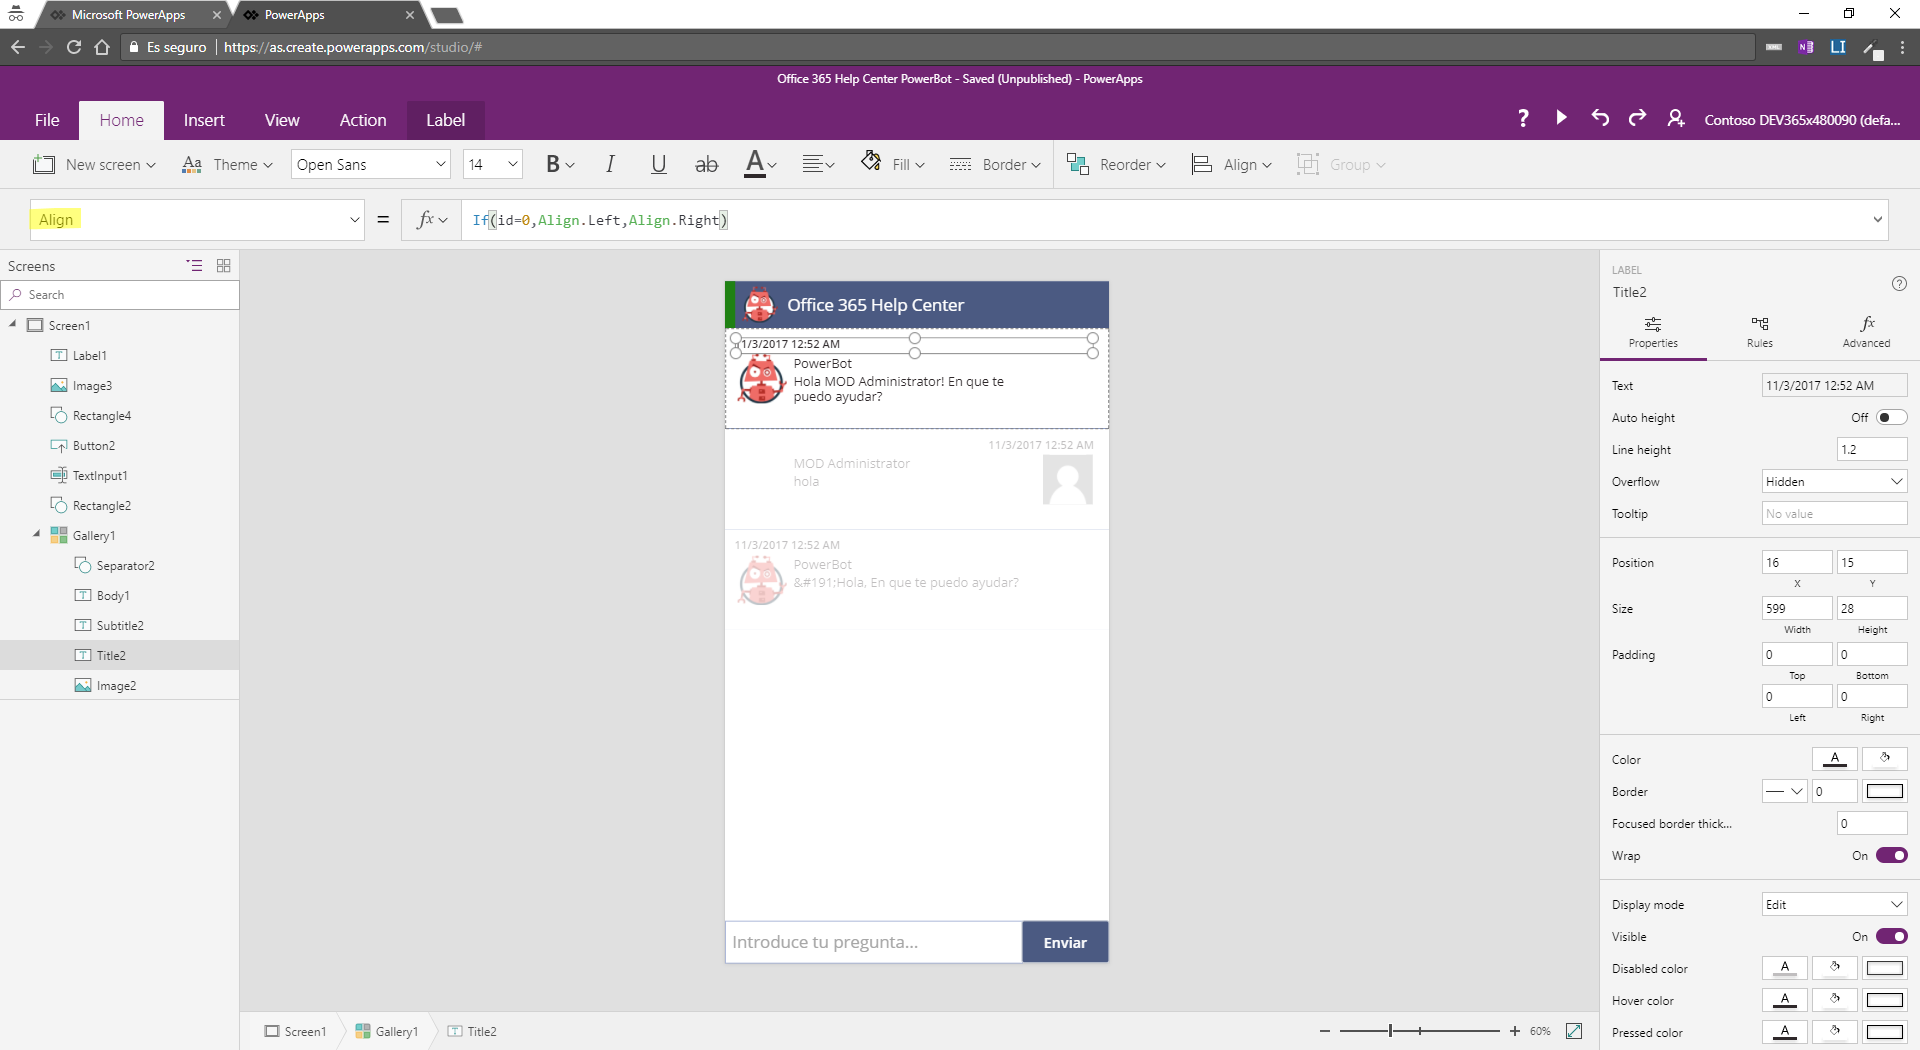 Microsoft PowerApps
PowerApps
Es seguro
https://as.create.powerapps.com/studio/#
Office 365 Help Center PowerBot - Saved (Unpublished) - PowerApps
File Home Insert View Action Label
? Contoso DEV365x480090 (defa...
New screen Aa Theme Open Sans 14 B I U ab A Fill Border Reorder Align Group
Align = fx If(id=0,Align.Left,Align.Right)
Screens
Search
Screen1
Label1
Image3
Rectangle4
Button2
TextInput1
Rectangle2
Gallery1
Separator2
Body1
Subtitle2
Title2
Image2
Office 365 Help Center
1/3/2017 12:52 AM
PowerBot
Hola MOD Administrator! En que te
puedo ayudar?
11/3/2017 12:52 AM
MOD Administrator
hola
11/3/2017 12:52 AM
PowerBot
&#191;Hola, En que te puedo ayudar?
Introduce tu pregunta...
Enviar
Screen1 Gallery1 Title2
60%
LABEL
Title2
Properties Rules Advanced
Text 11/3/2017 12:52 AM
Auto height Off
Line height 1.2
Overflow Hidden
Tooltip No value
Position 16 15
X Y
Size 599 28
Width Height
Padding 0 0
Top Bottom
0 0
Left Right
Color A
Border 0
Focused border thick... 0
Wrap On
Display mode Edit
Visible On
Disabled color A
Hover color A
Pressed color A